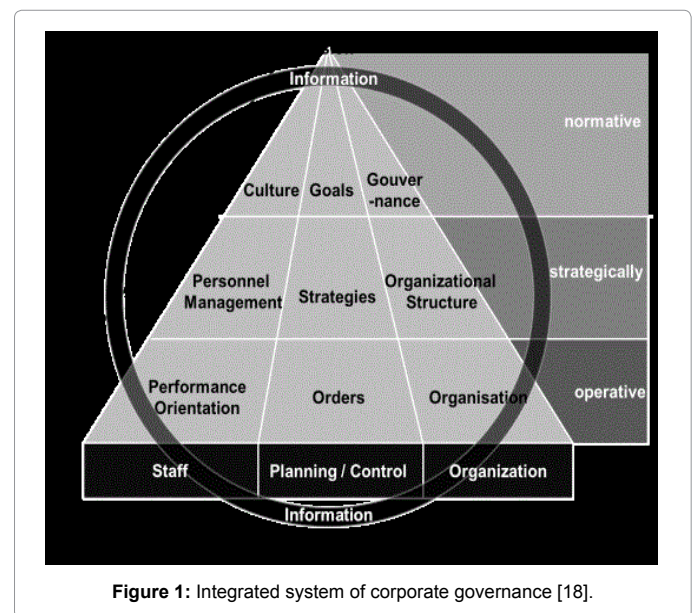 Information
normative
Culture Goals Gouver
-nance
strategically
Personnel
Management
Strategies
Organizational
Structure
operative
Performance
Orientation
Orders
Organisation
Staff
Planning / Control
Organization
Information
Figure 1: Integrated system of corporate governance [18].